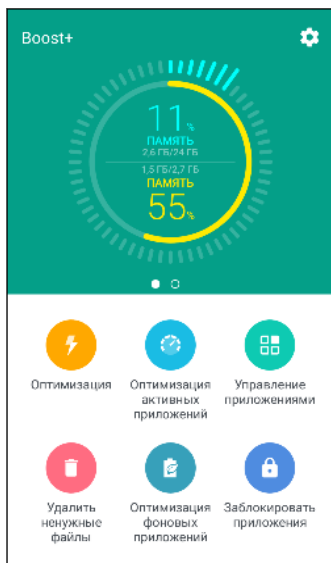 Boost+
11%
ПАМЯТЬ
2,6 ГБ/24 ГБ
1,5 ГБ/2,7 ГБ
ПАМЯТЬ
55%
Оптимизация
Оптимизация
активных
приложений
Управление
приложениями
Удалить
ненужные
файлы
Оптимизация
фоновых
приложений
Заблокировать
приложения